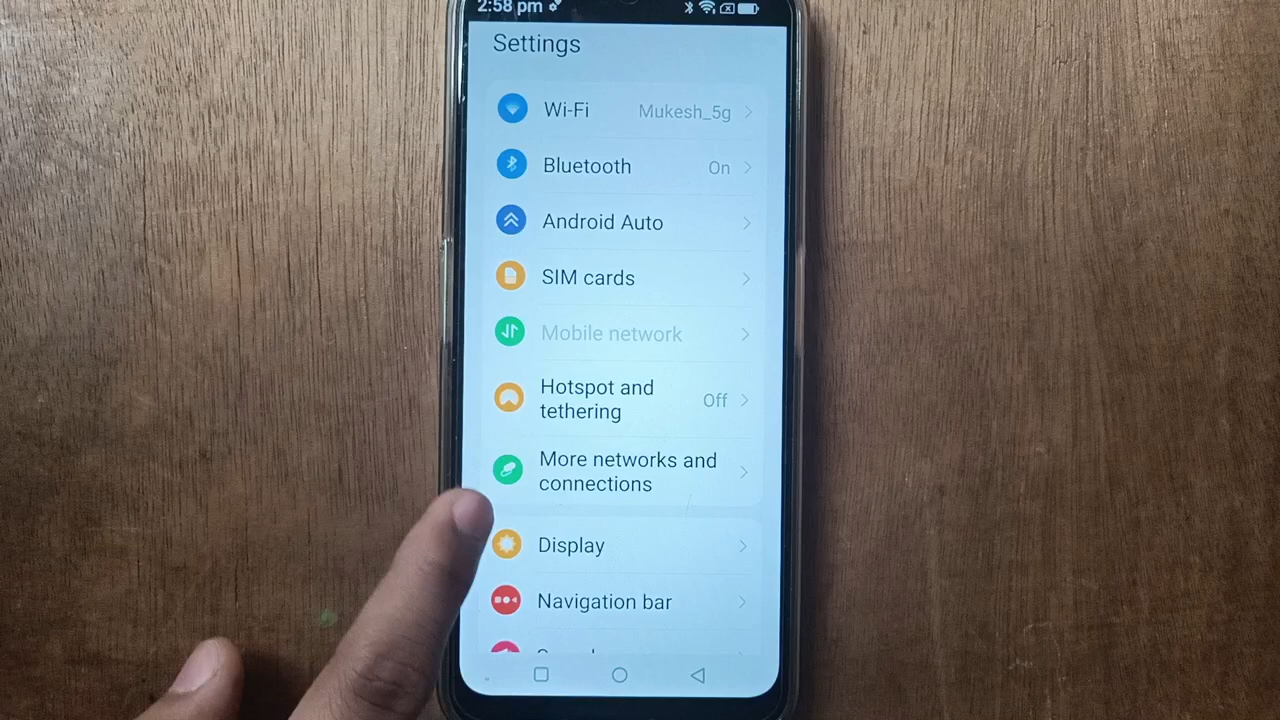 2:58 pm
Settings
Wi-Fi Mukesh_5g
Bluetooth On
Android Auto
SIM cards
Mobile network
Hotspot and
tethering Off
More networks and
connections
Display
Navigation bar